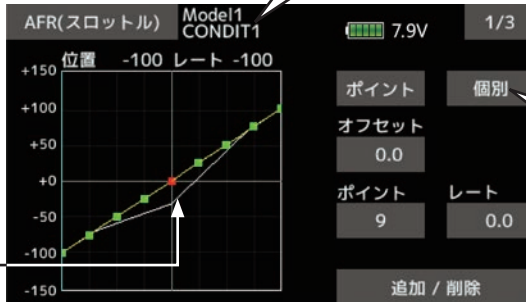 AFR(スロットル)
Model1
CONDIT1
7.9V
1/3
位置 -100 レート -100
+150
+100
+50
+0
-50
-100
-150
ポイント 個別
オフセット
0.0
ポイント レート
9 0.0
追加 / 削除